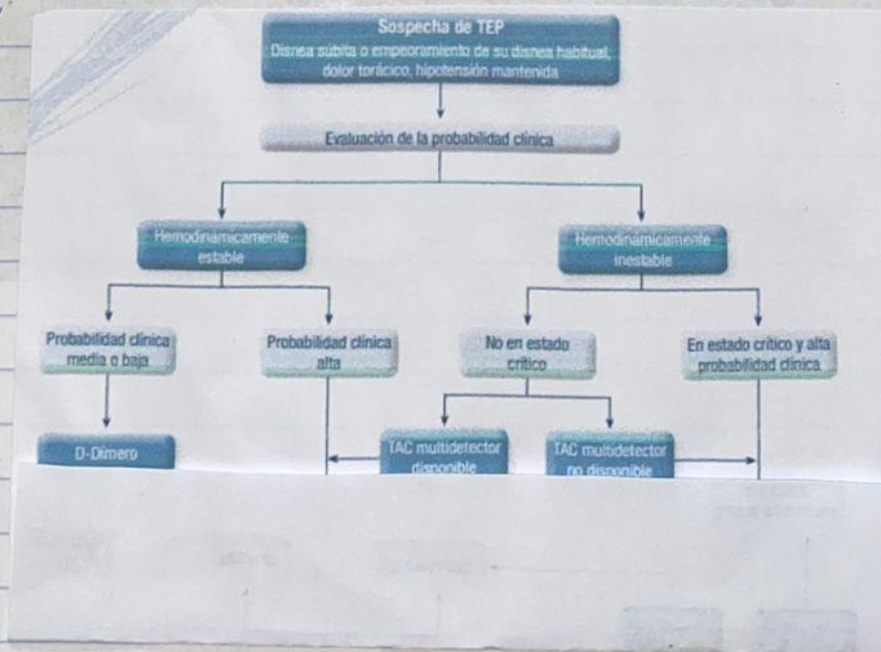 Sospecha de TEP
Disnea súbita o empeoramiento de su disnea habitual,
dolor torácico, hipotensión mantenida
Evaluación de la probabilidad clínica
Hemodinámicamente
estable
Hemodinámicamente
inestable
Probabilidad clínica
media o baja
Probabilidad clínica
alta
No en estado
crítico
En estado crítico y alta
probabilidad clínica
D-Dímero
TAC multidetector
disponible
TAC multidetector
no disponible